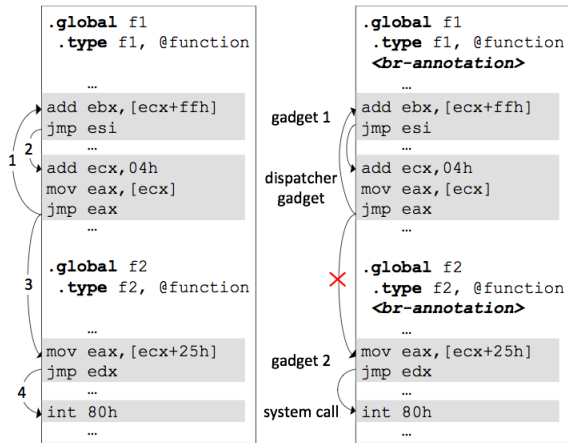 .global f1
.type f1, @function
…
add ebx,[ecx+ffh]
jmp esi
…
add ecx,04h
mov eax,[ecx]
jmp eax
…
.global f2
.type f2, @function
…
mov eax,[ecx+25h]
jmp edx
…
int 80h
…
1
2
3
4
gadget 1
dispatcher
gadget
gadget 2
system call
.global f1
.type f1, @function
<br-annotation>
…
add ebx,[ecx+ffh]
jmp esi
…
add ecx,04h
mov eax,[ecx]
jmp eax
…
.global f2
.type f2, @function
<br-annotation>
…
mov eax,[ecx+25h]
jmp edx
…
int 80h
…